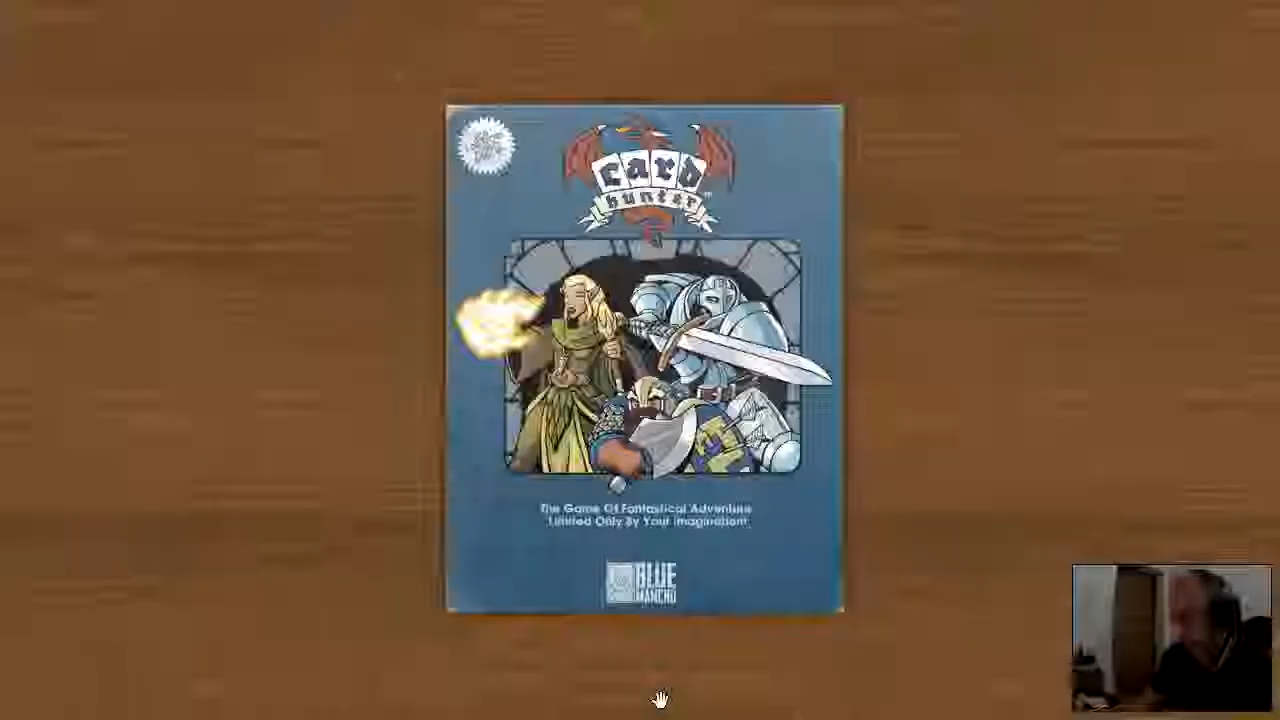 card
hunter
The Game Of Fantastical Adventure
Limited Only By Your Imagination!
BLUE
MANCHU